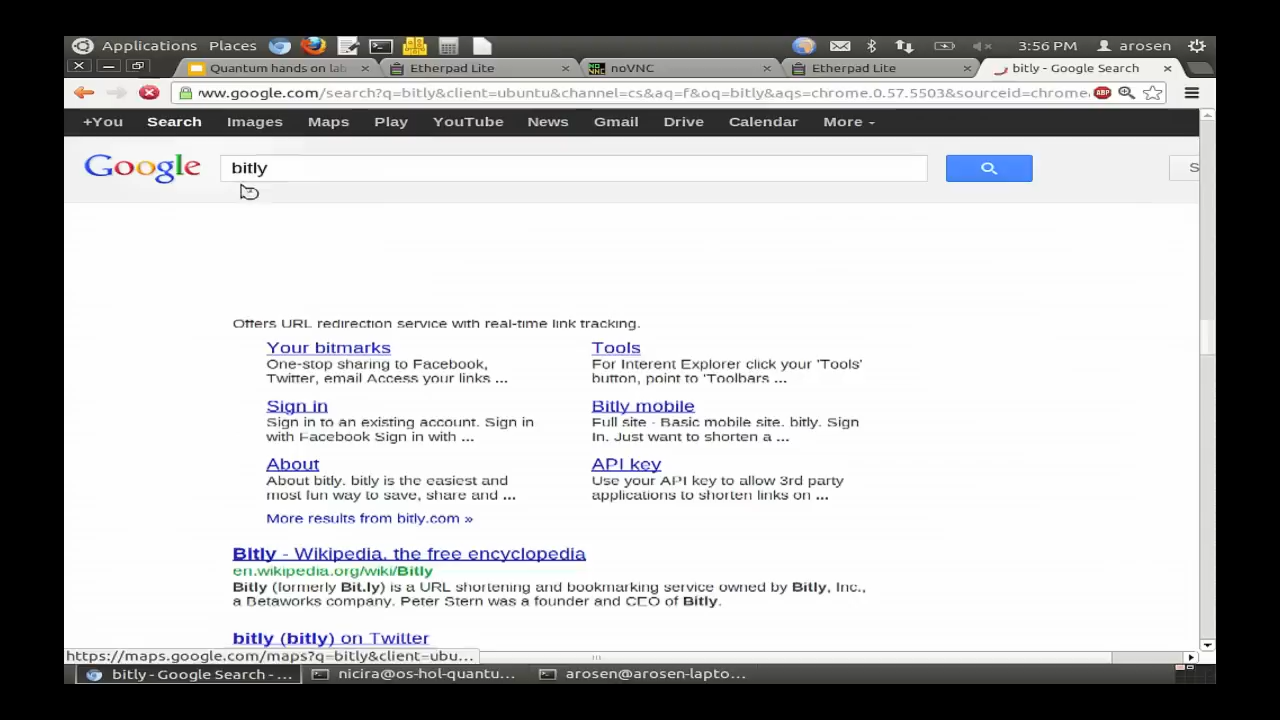 Applications Places 3:56 PM arosen
Quantum hands on lab Etherpad Lite noVNC Etherpad Lite bitly - Google Search
ww.google.com/search?q=bitly&client=ubuntu&channel=cs&aq=f&oq=bitly&aqs=chrome.0.57.5503&sourceid=chrome ABP
+You Search Images Maps Play YouTube News Gmail Drive Calendar More
Google bitly S
Offers URL redirection service with real-time link tracking.
Your bitmarks
One-stop sharing to Facebook,
Twitter, email Access your links ...
Tools
For Interent Explorer click your 'Tools'
button, point to 'Toolbars ...
Sign in
Sign in to an existing account. Sign in
with Facebook Sign in with ...
Bitly mobile
Full site - Basic mobile site. bitly. Sign
In. Just want to shorten a ...
About
About bitly. bitly is the easiest and
most fun way to save, share and ...
API key
Use your API key to allow 3rd party
applications to shorten links on ...
More results from bitly.com »
Bitly - Wikipedia, the free encyclopedia
en.wikipedia.org/wiki/Bitly
Bitly (formerly Bit.ly) is a URL shortening and bookmarking service owned by Bitly, Inc.,
a Betaworks company. Peter Stern was a founder and CEO of Bitly.
bitly (bitly) on Twitter
https://maps.google.com/maps?q=bitly&client=ubu...
bitly - Google Search - ... nicira@os-hol-quantu... arosen@arosen-lapto...